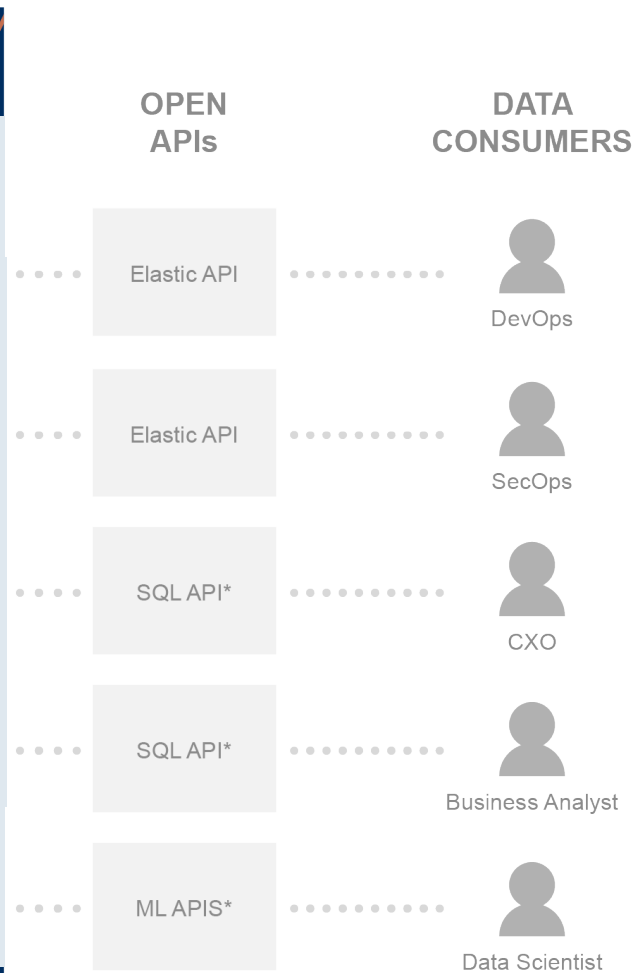 OPEN
APIs
DATA
CONSUMERS
Elastic API
DevOps
Elastic API
SecOps
SQL API*
CXO
SQL API*
Business Analyst
ML APIS*
Data Scientist